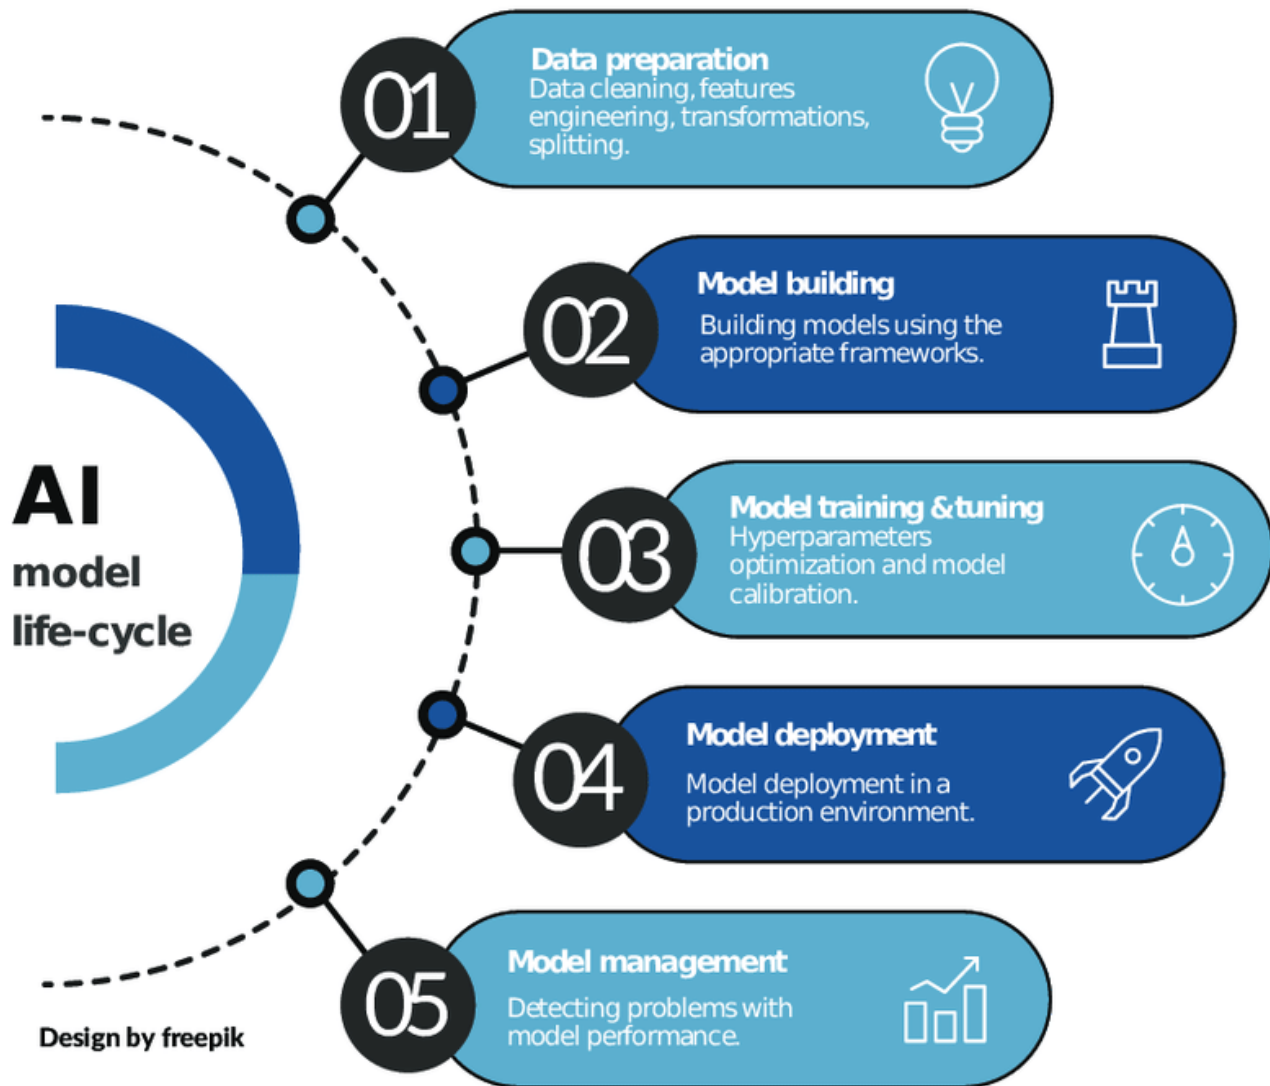 01
Data preparation
Data cleaning, features
engineering, transformations,
splitting.
02
Model building
Building models using the
appropriate frameworks.
AI
model
life-cycle
03
Model training & tuning
Hyperparameters
optimization and model
calibration.
04
Model deployment
Model deployment in a
production environment.
05
Model management
Detecting problems with
model performance.
Design by freepik